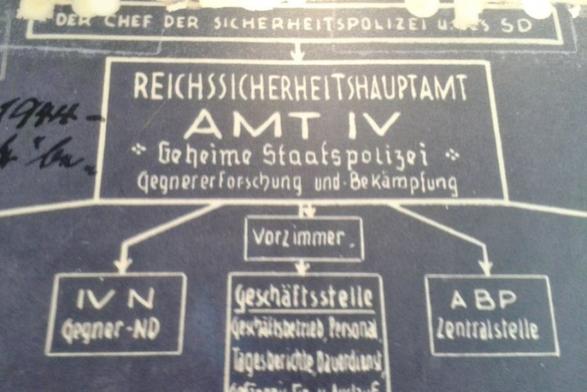 DER CHEF DER SICHERHEITSPOLIZEI U. DES SD
REICHSSICHERHEITSHAUPTAMT
AMT IV
Geheime Staatspolizei
Gegnererforschung und Bekämpfung
1944-
Vorzimmer.
IV N
Gegner-ND
Geschäftsstelle
Geschäftsbetrieb, Personal,
Tagesberichte, Dauerdienst,
ABP
Zentralstelle